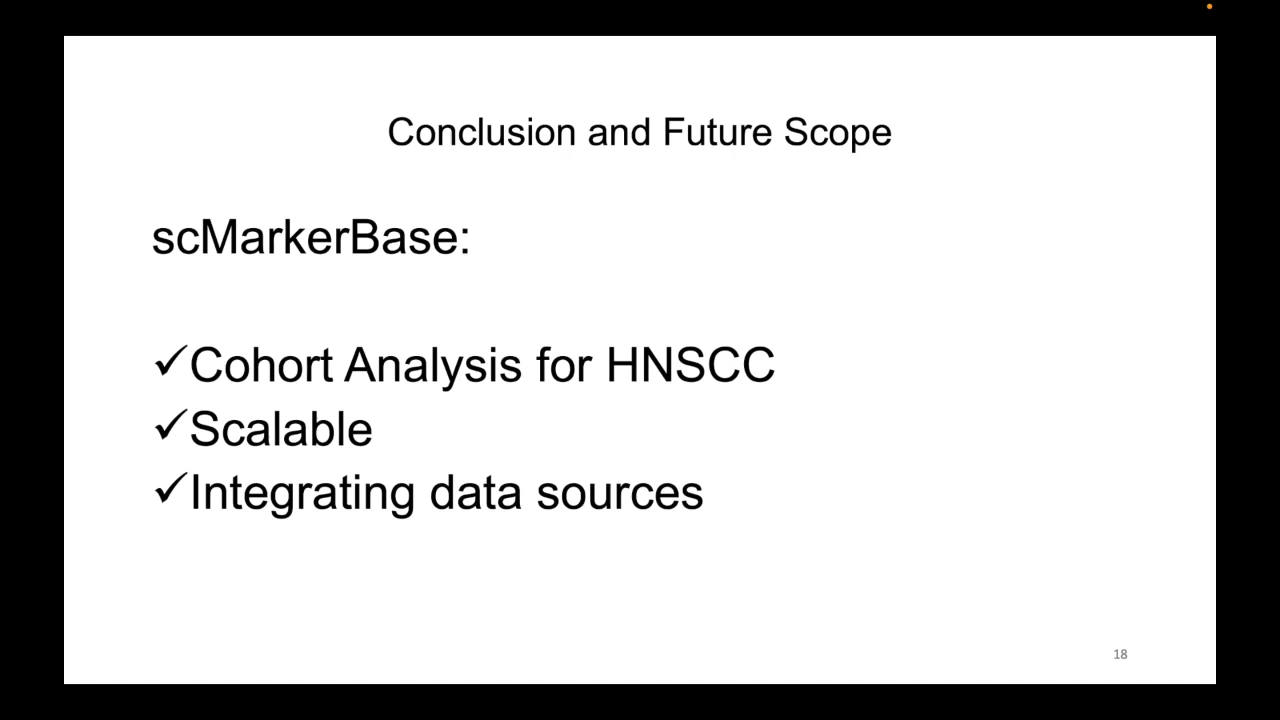 Conclusion and Future Scope
scMarkerBase:
✓Cohort Analysis for HNSCC
✓Scalable
✓Integrating data sources
18